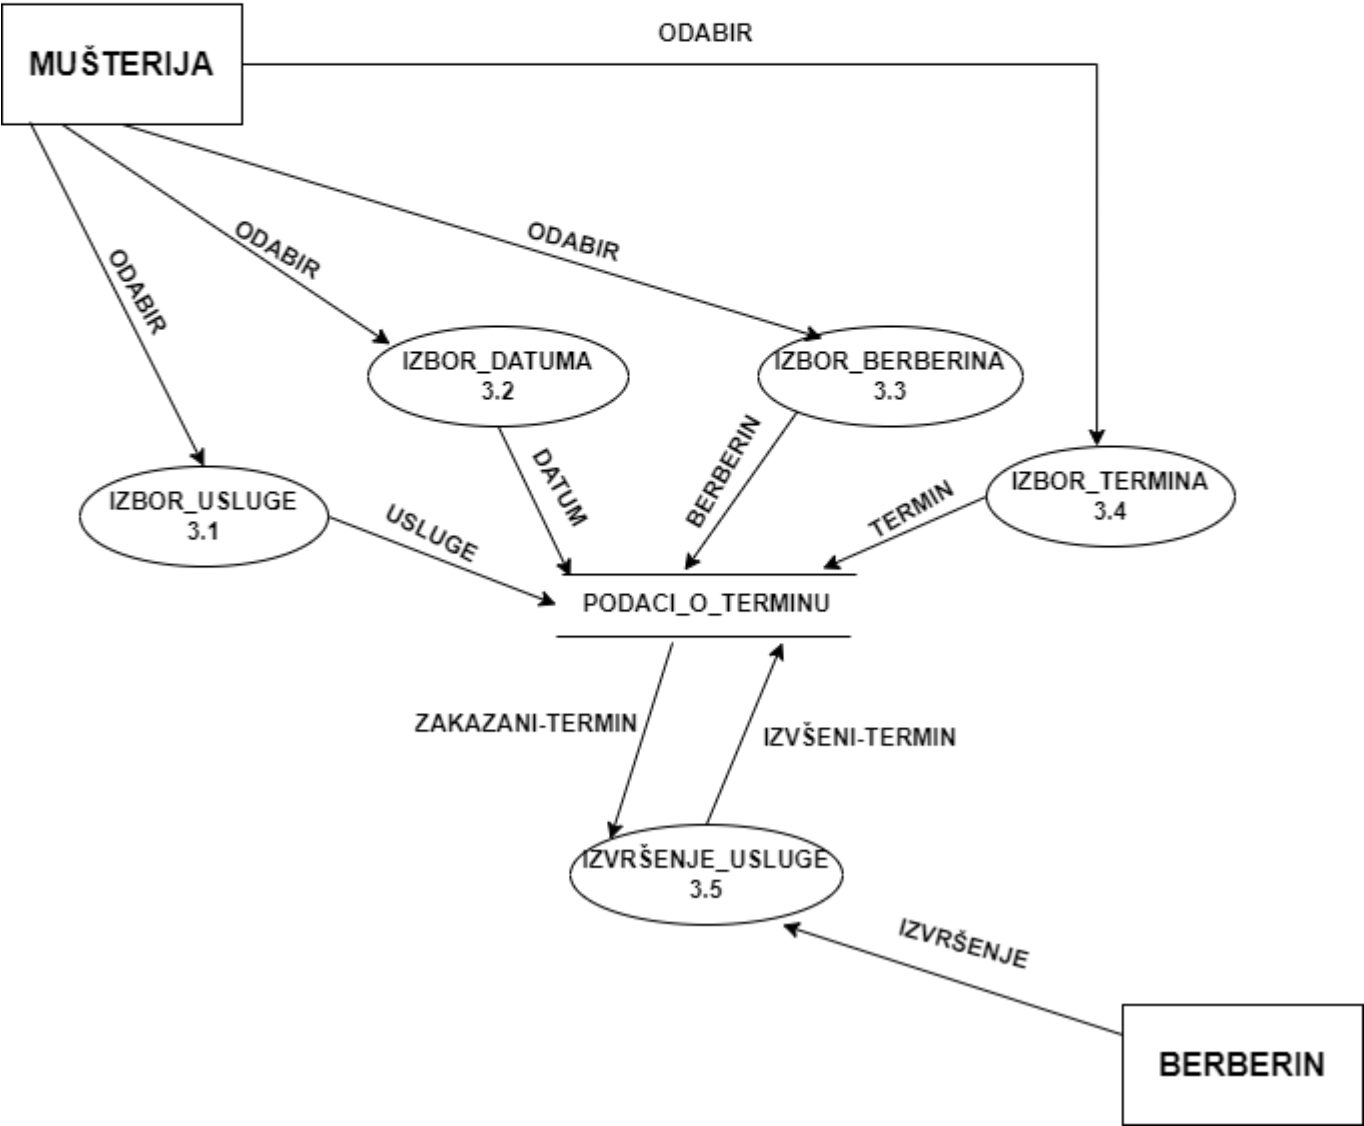 ODABIR
MUŠTERIJA
ODABIR
ODABIR
ODABIR
IZBOR_DATUMA
3.2
IZBOR_BERBERINA
3.3
IZBOR_USLUGE
3.1
IZBOR_TERMINA
3.4
USLUGE
DATUM
BERBERIN
TERMIN
PODACI_O_TERMINU
ZAKAZANI-TERMIN
IZVŠENI-TERMIN
IZVRŠENJE_USLUGE
3.5
IZVRŠENJE
BERBERIN